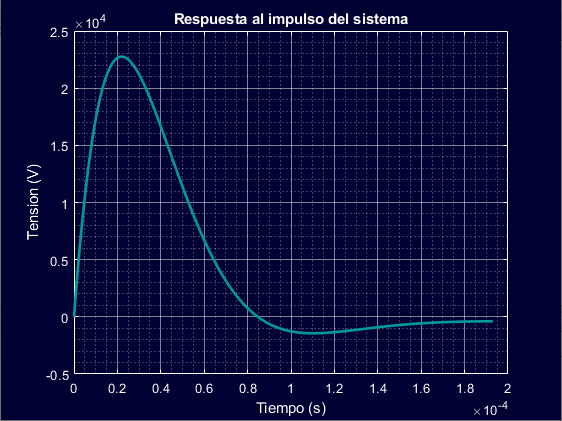 Respuesta al impulso del sistema
×10⁴
2.5
2
1.5
1
0.5
0
-0.5
Tension (V)
0 0.2 0.4 0.6 0.8 1 1.2 1.4 1.6 1.8 2
Tiempo (s)
×10⁻⁴